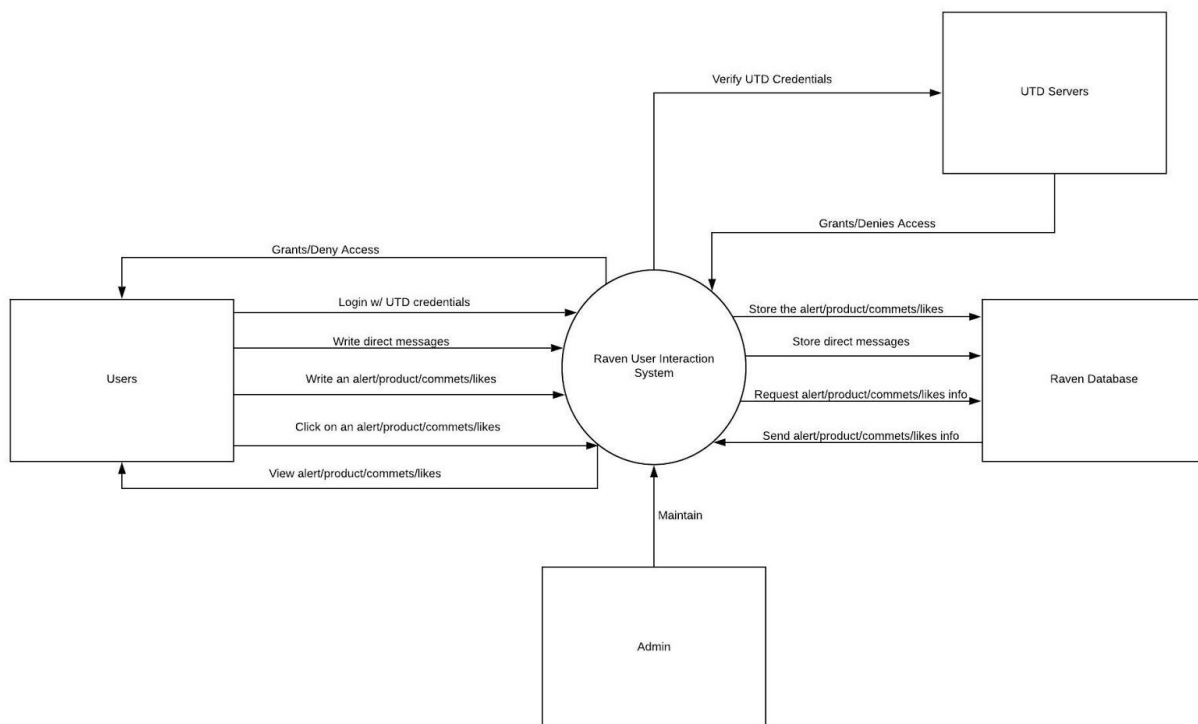 Verify UTD Credentials
UTD Servers
Grants/Denies Access
Grants/Deny Access
Login w/ UTD credentials
Write direct messages
Write an alert/product/commets/likes
Click on an alert/product/commets/likes
View alert/product/commets/likes
Users
Raven User Interaction
System
Store the alert/product/commets/likes
Store direct messages
Request alert/product/commets/likes info
Send alert/product/commets/likes info
Raven Database
Maintain
Admin